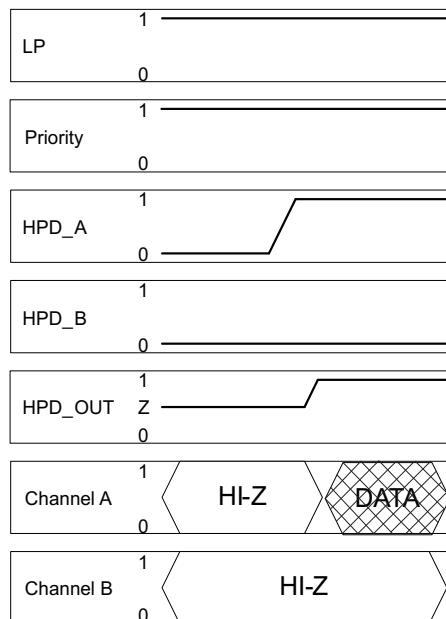 1
LP
0
1
Priority
0
1
HPD_A
0
1
HPD_B
0
1
HPD_OUT Z
0
1
Channel A HI-Z DATA
0
1
Channel B HI-Z
0